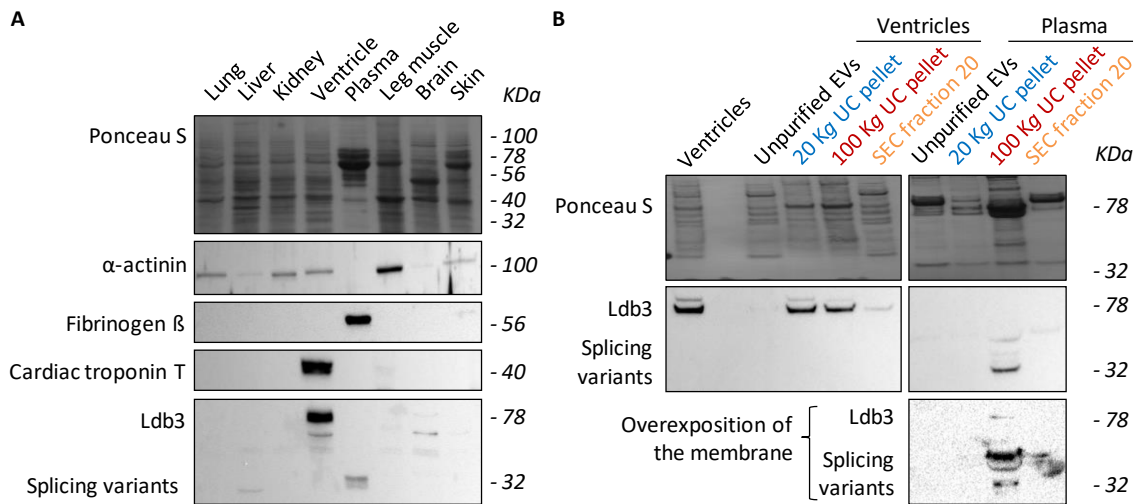 A
Lung
Liver
Kidney
Ventricle
Plasma
Leg muscle
Brain
Skin
KDa
Ponceau S
- 100
- 78
- 56
- 40
- 32
α-actinin
- 100
Fibrinogen ß
- 56
Cardiac troponin T
- 40
Ldb3
- 78
Splicing variants
- 32
B
Ventricles
Plasma
Ventricles
Unpurified EVs
20 Kg UC pellet
100 Kg UC pellet
SEC fraction 20
Unpurified EVs
20 Kg UC pellet
100 Kg UC pellet
SEC fraction 20
KDa
Ponceau S
- 78
- 32
Ldb3
- 78
Splicing
variants
- 32
Overexposition of
the membrane
Ldb3
- 78
Splicing
variants
- 32